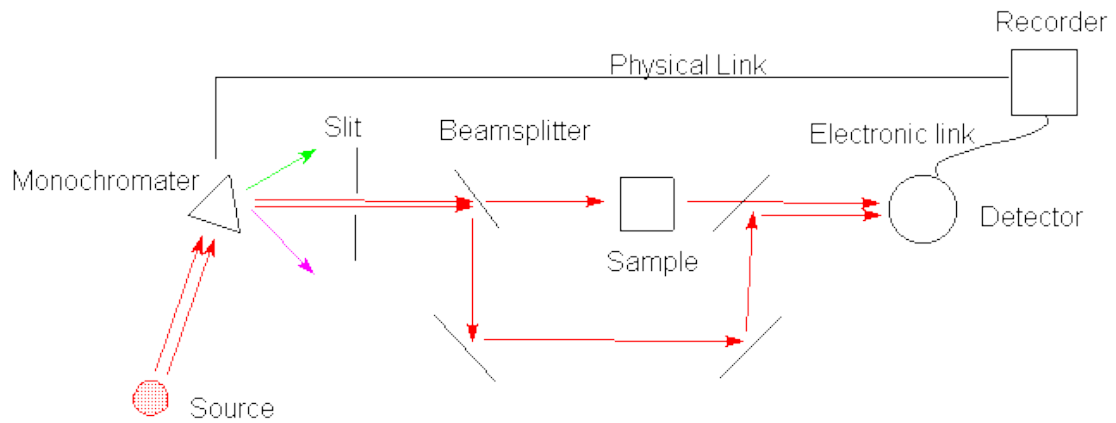 Recorder
Physical Link
Slit
Beamsplitter
Electronic link
Monochromater
Detector
Sample
Source